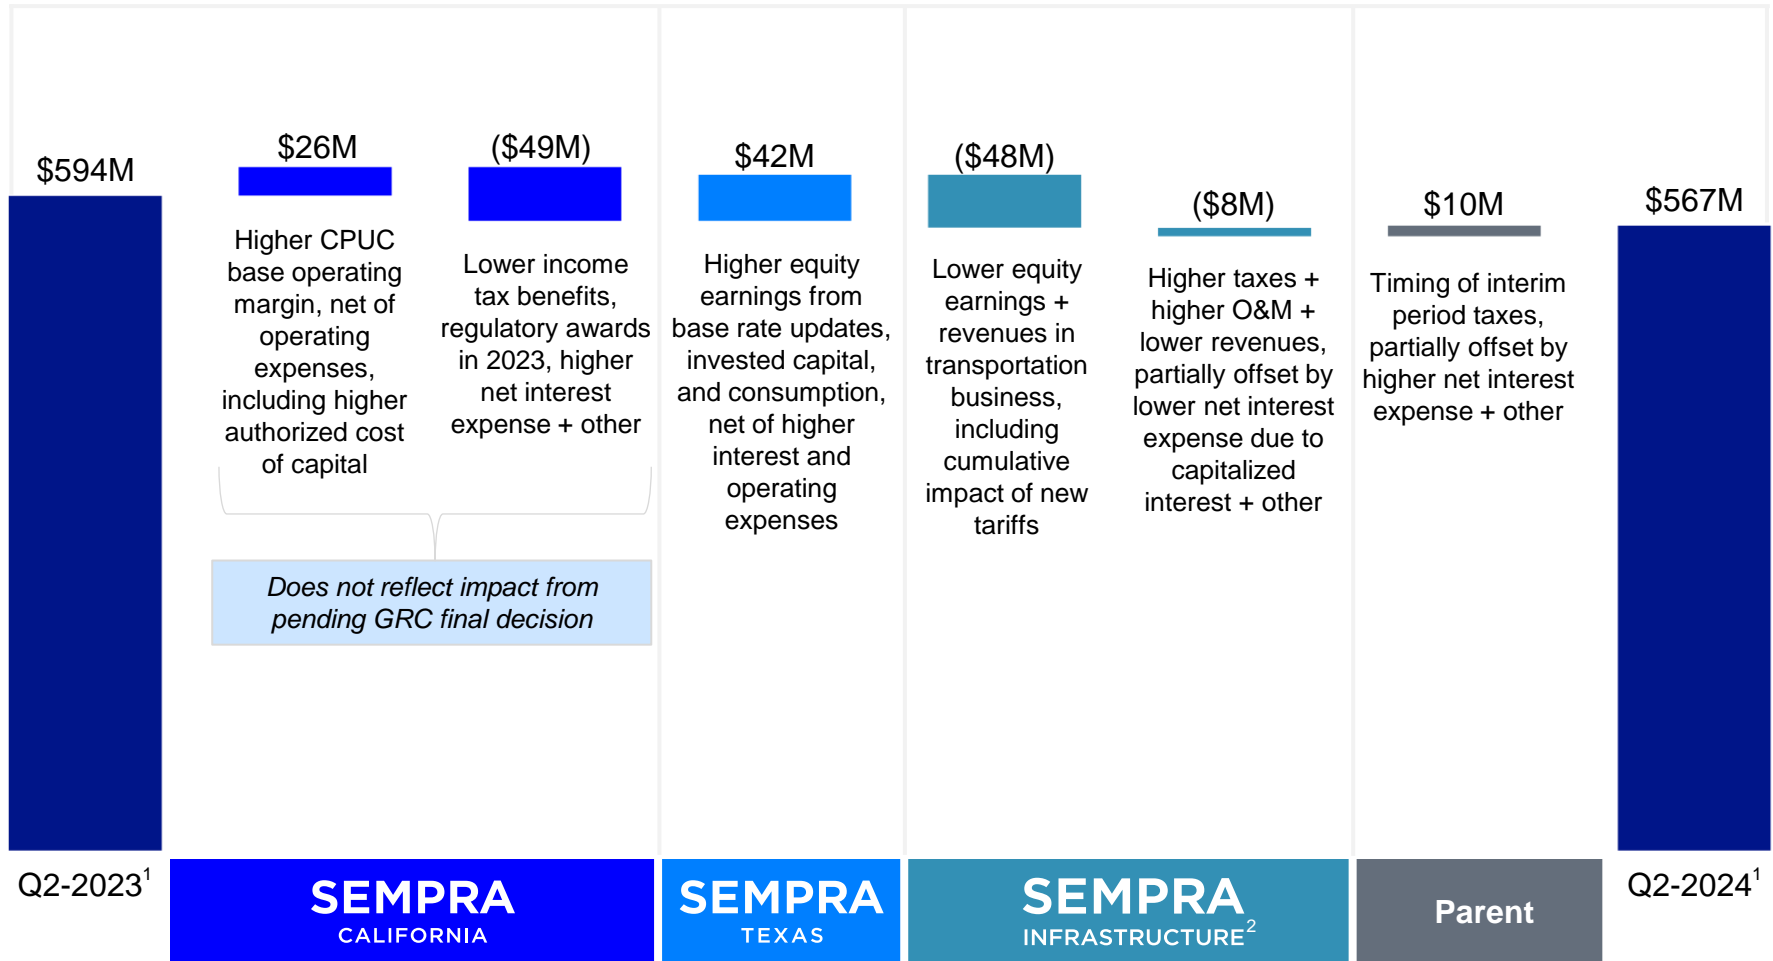 $594M
$26M
Higher CPUC
base operating
margin, net of
operating
expenses,
including higher
authorized cost
of capital
($49M)
Lower income
tax benefits,
regulatory awards
in 2023, higher
net interest
expense + other
Does not reflect impact from
pending GRC final decision
$42M
Higher equity
earnings from
base rate updates,
invested capital,
and consumption,
net of higher
interest and
operating
expenses
($48M)
Lower equity
earnings +
revenues in
transportation
business,
including
cumulative
impact of new
tariffs
($8M)
Higher taxes +
higher O&M +
lower revenues,
partially offset by
lower net interest
expense due to
capitalized
interest + other
$10M
Timing of interim
period taxes,
partially offset by
higher net interest
expense + other
$567M
Q2-2023¹
SEMPRA
CALIFORNIA
SEMPRA
TEXAS
SEMPRA
INFRASTRUCTURE²
Parent
Q2-2024¹